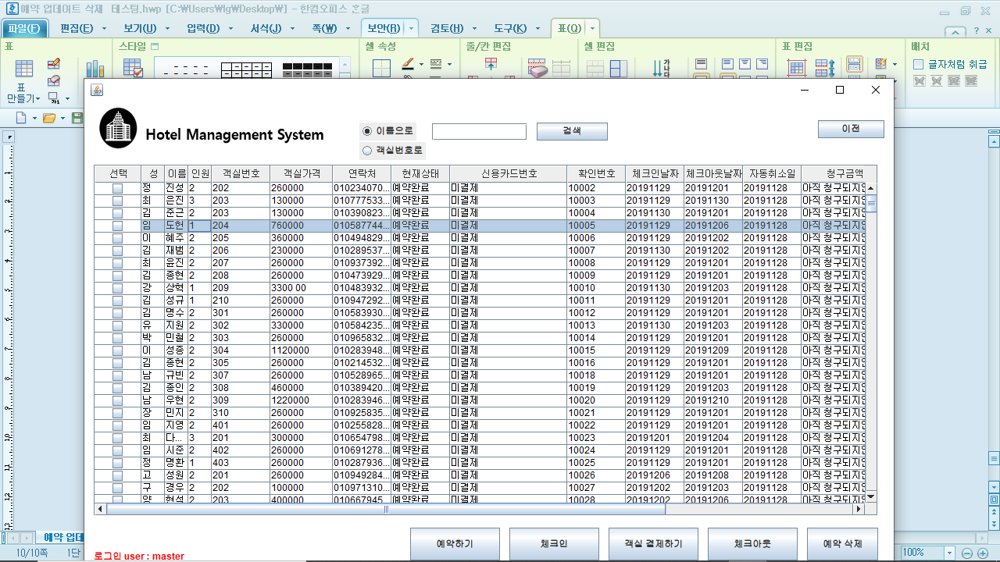 예약 업데이트 삭제 테스팅.hwp [C:\Users\lg\Desktop\] - 한컴오피스 한글
파일(F) 편집(E) 보기(U) 입력(D) 서식(J) 쪽(W) 보안(R) 검토(H) 도구(K) 표(Q)
표 스타일 셀 속성 줄/칸 편집 셀 편집 표 편집 배치
표 만들기
글자처럼 취급
Hotel Management System
이름으로 검색 이전
객실번호로
선택 성 이름 인원 객실번호 객실가격 연락처 현재상태 신용카드번호 확인번호 체크인날짜 체크아웃날짜 자동취소일 청구금액
정 진성 2 202 260000 010234070... 예약완료 미결제 10002 20191129 20191201 20191128 아직 청구되지
최 은진 3 203 130000 010777533... 예약완료 미결제 10003 20191129 20191130 20191128 아직 청구되지
김 준근 2 203 130000 010390823... 예약완료 미결제 10004 20191130 20191201 20191128 아직 청구되지
임 도헌 1 204 760000 010587744... 예약완료 미결제 10005 20191129 20191206 20191128 아직 청구되지
이 혜주 2 205 360000 010494829... 예약완료 미결제 10006 20191129 20191202 20191128 아직 청구되지
김 재범 2 206 230000 010289537... 예약완료 미결제 10007 20191130 20191202 20191128 아직 청구되지
최 윤진 2 207 260000 010937392... 예약완료 미결제 10008 20191129 20191201 20191128 아직 청구되지
김 종현 2 208 260000 010473929... 예약완료 미결제 10009 20191129 20191201 20191128 아직 청구되지
강 상혁 1 209 3300 00 010483932... 예약완료 미결제 10010 20191130 20191203 20191128 아직 청구되지
김 성규 1 210 260000 010947292... 예약완료 미결제 10011 20191129 20191201 20191128 아직 청구되지
김 명수 2 301 260000 010583930... 예약완료 미결제 10012 20191129 20191201 20191128 아직 청구되지
유 지원 2 302 330000 010584235... 예약완료 미결제 10013 20191130 20191203 20191128 아직 청구되지
박 민철 2 303 260000 010965832... 예약완료 미결제 10014 20191129 20191201 20191128 아직 청구되지
이 성종 2 304 1120000 010283948... 예약완료 미결제 10015 20191129 20191209 20191128 아직 청구되지
김 종현 2 305 260000 010214532... 예약완료 미결제 10016 20191129 20191201 20191128 아직 청구되지
남 규빈 2 307 260000 010528965... 예약완료 미결제 10018 20191129 20191201 20191128 아직 청구되지
김 종인 2 308 460000 010389420... 예약완료 미결제 10019 20191129 20191203 20191128 아직 청구되지
남 우현 2 309 1220000 010283946... 예약완료 미결제 10020 20191129 20191210 20191128 아직 청구되지
장 민지 2 310 260000 010925835... 예약완료 미결제 10021 20191129 20191201 20191128 아직 청구되지
임 지영 2 401 260000 010255828... 예약완료 미결제 10022 20191129 20191201 20191128 아직 청구되지
최 다... 3 201 300000 010654798... 예약완료 미결제 10023 20191201 20191204 20191128 아직 청구되지
임 시준 2 402 260000 010691278... 예약완료 미결제 10024 20191129 20191201 20191128 아직 청구되지
정 명환 1 403 260000 010287936... 예약완료 미결제 10025 20191129 20191201 20191128 아직 청구되지
고 성원 2 201 260000 010949284... 예약완료 미결제 10026 20191206 20191208 20191128 아직 청구되지
구 경우 2 202 100000 010971310... 예약완료 미결제 10027 20191202 20191203 20191128 아직 청구되지
양 현석 2 203 400000 010667945 예약완료 미결제 10028 20191202 20191206 20191128 아직 청구되지
예약하기 체크인 객실 결제하기 체크아웃 예약 삭제
로그인 user : master
예약 업데
10/10쪽 1단 100%